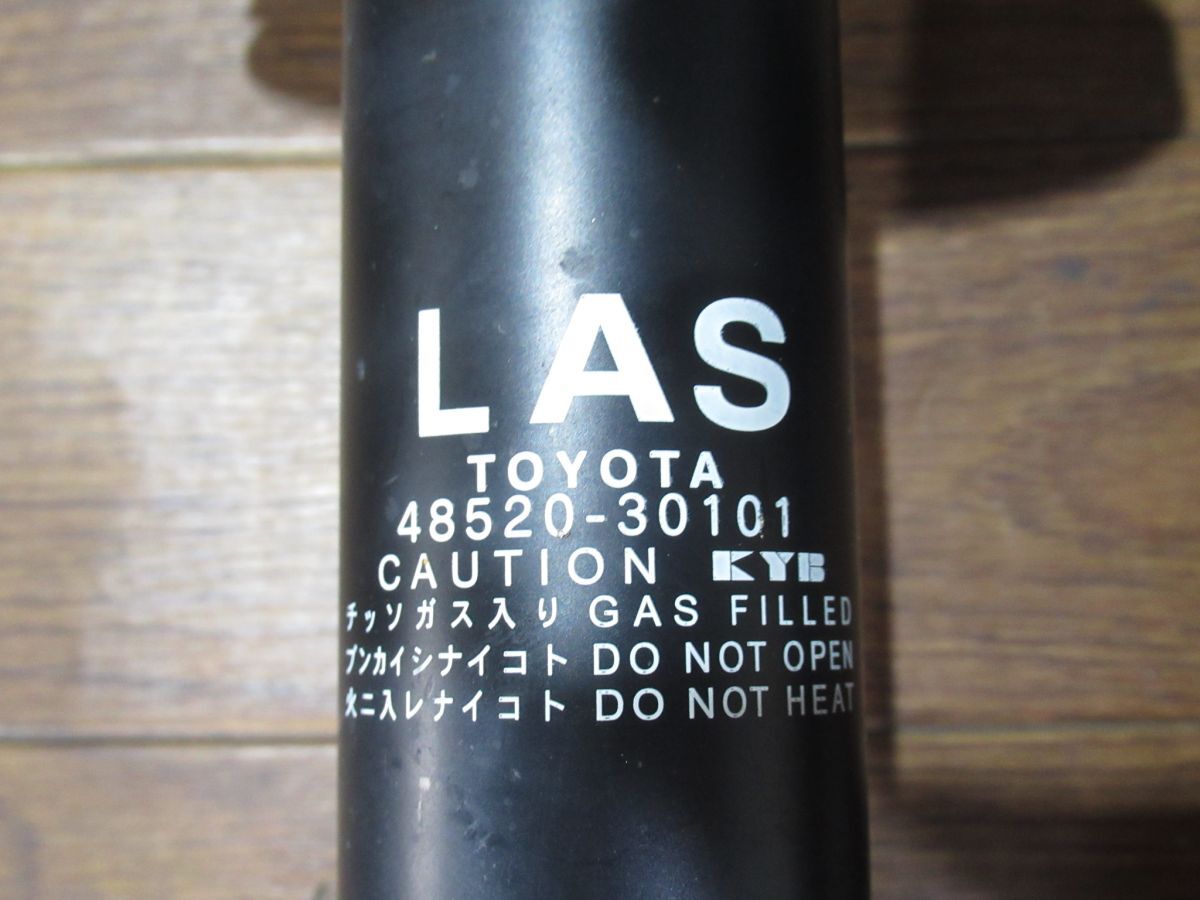 LAS
TOYOTA
48520-30101
CAUTION KYB
チッソガス入り GAS FILLED
ブンカイシナイコト DO NOT OPEN
火ニ入レナイコト DO NOT HEAT